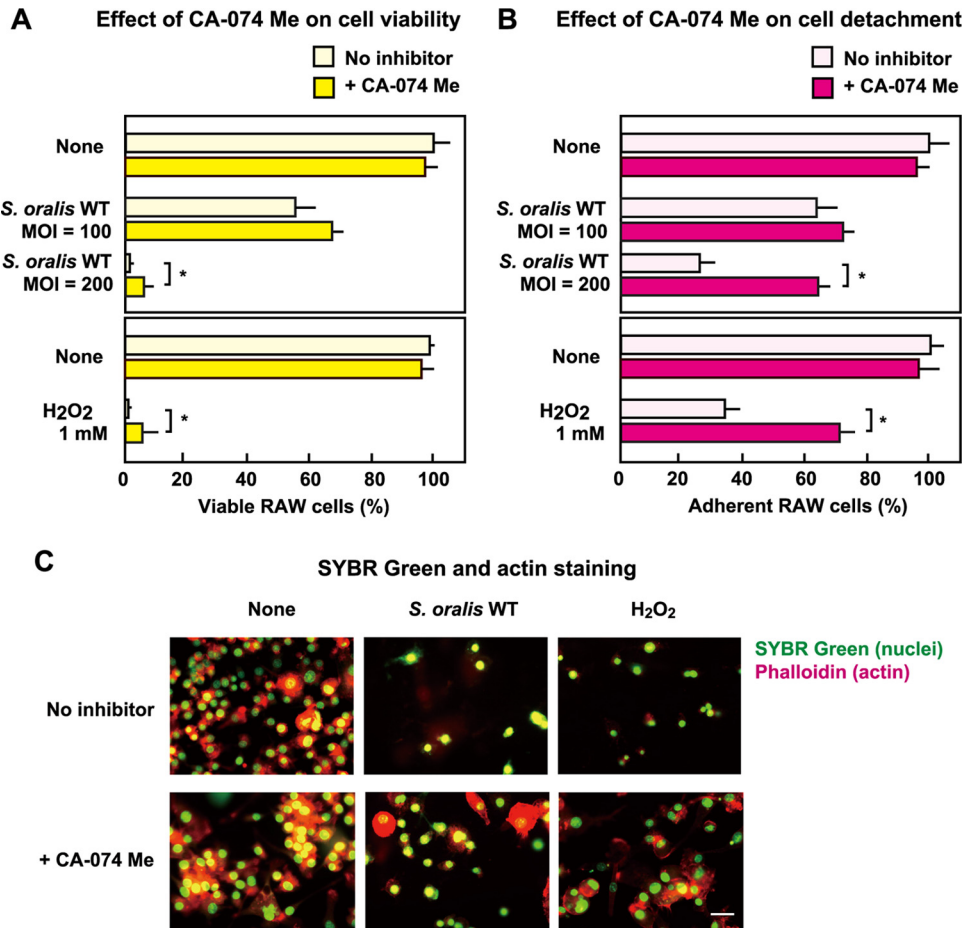 A Effect of CA-074 Me on cell viability
No inhibitor
+ CA-074 Me
None
S. oralis WT
MOI = 100
S. oralis WT
MOI = 200
*
None
H2O2
1 mM
*
0 20 40 60 80 100
Viable RAW cells (%)
B Effect of CA-074 Me on cell detachment
No inhibitor
+ CA-074 Me
None
S. oralis WT
MOI = 100
S. oralis WT
MOI = 200
*
None
H2O2
1 mM
*
0 20 40 60 80 100
Adherent RAW cells (%)
C
SYBR Green and actin staining
None S. oralis WT H2O2
SYBR Green (nuclei)
Phalloidin (actin)
No inhibitor
+ CA-074 Me